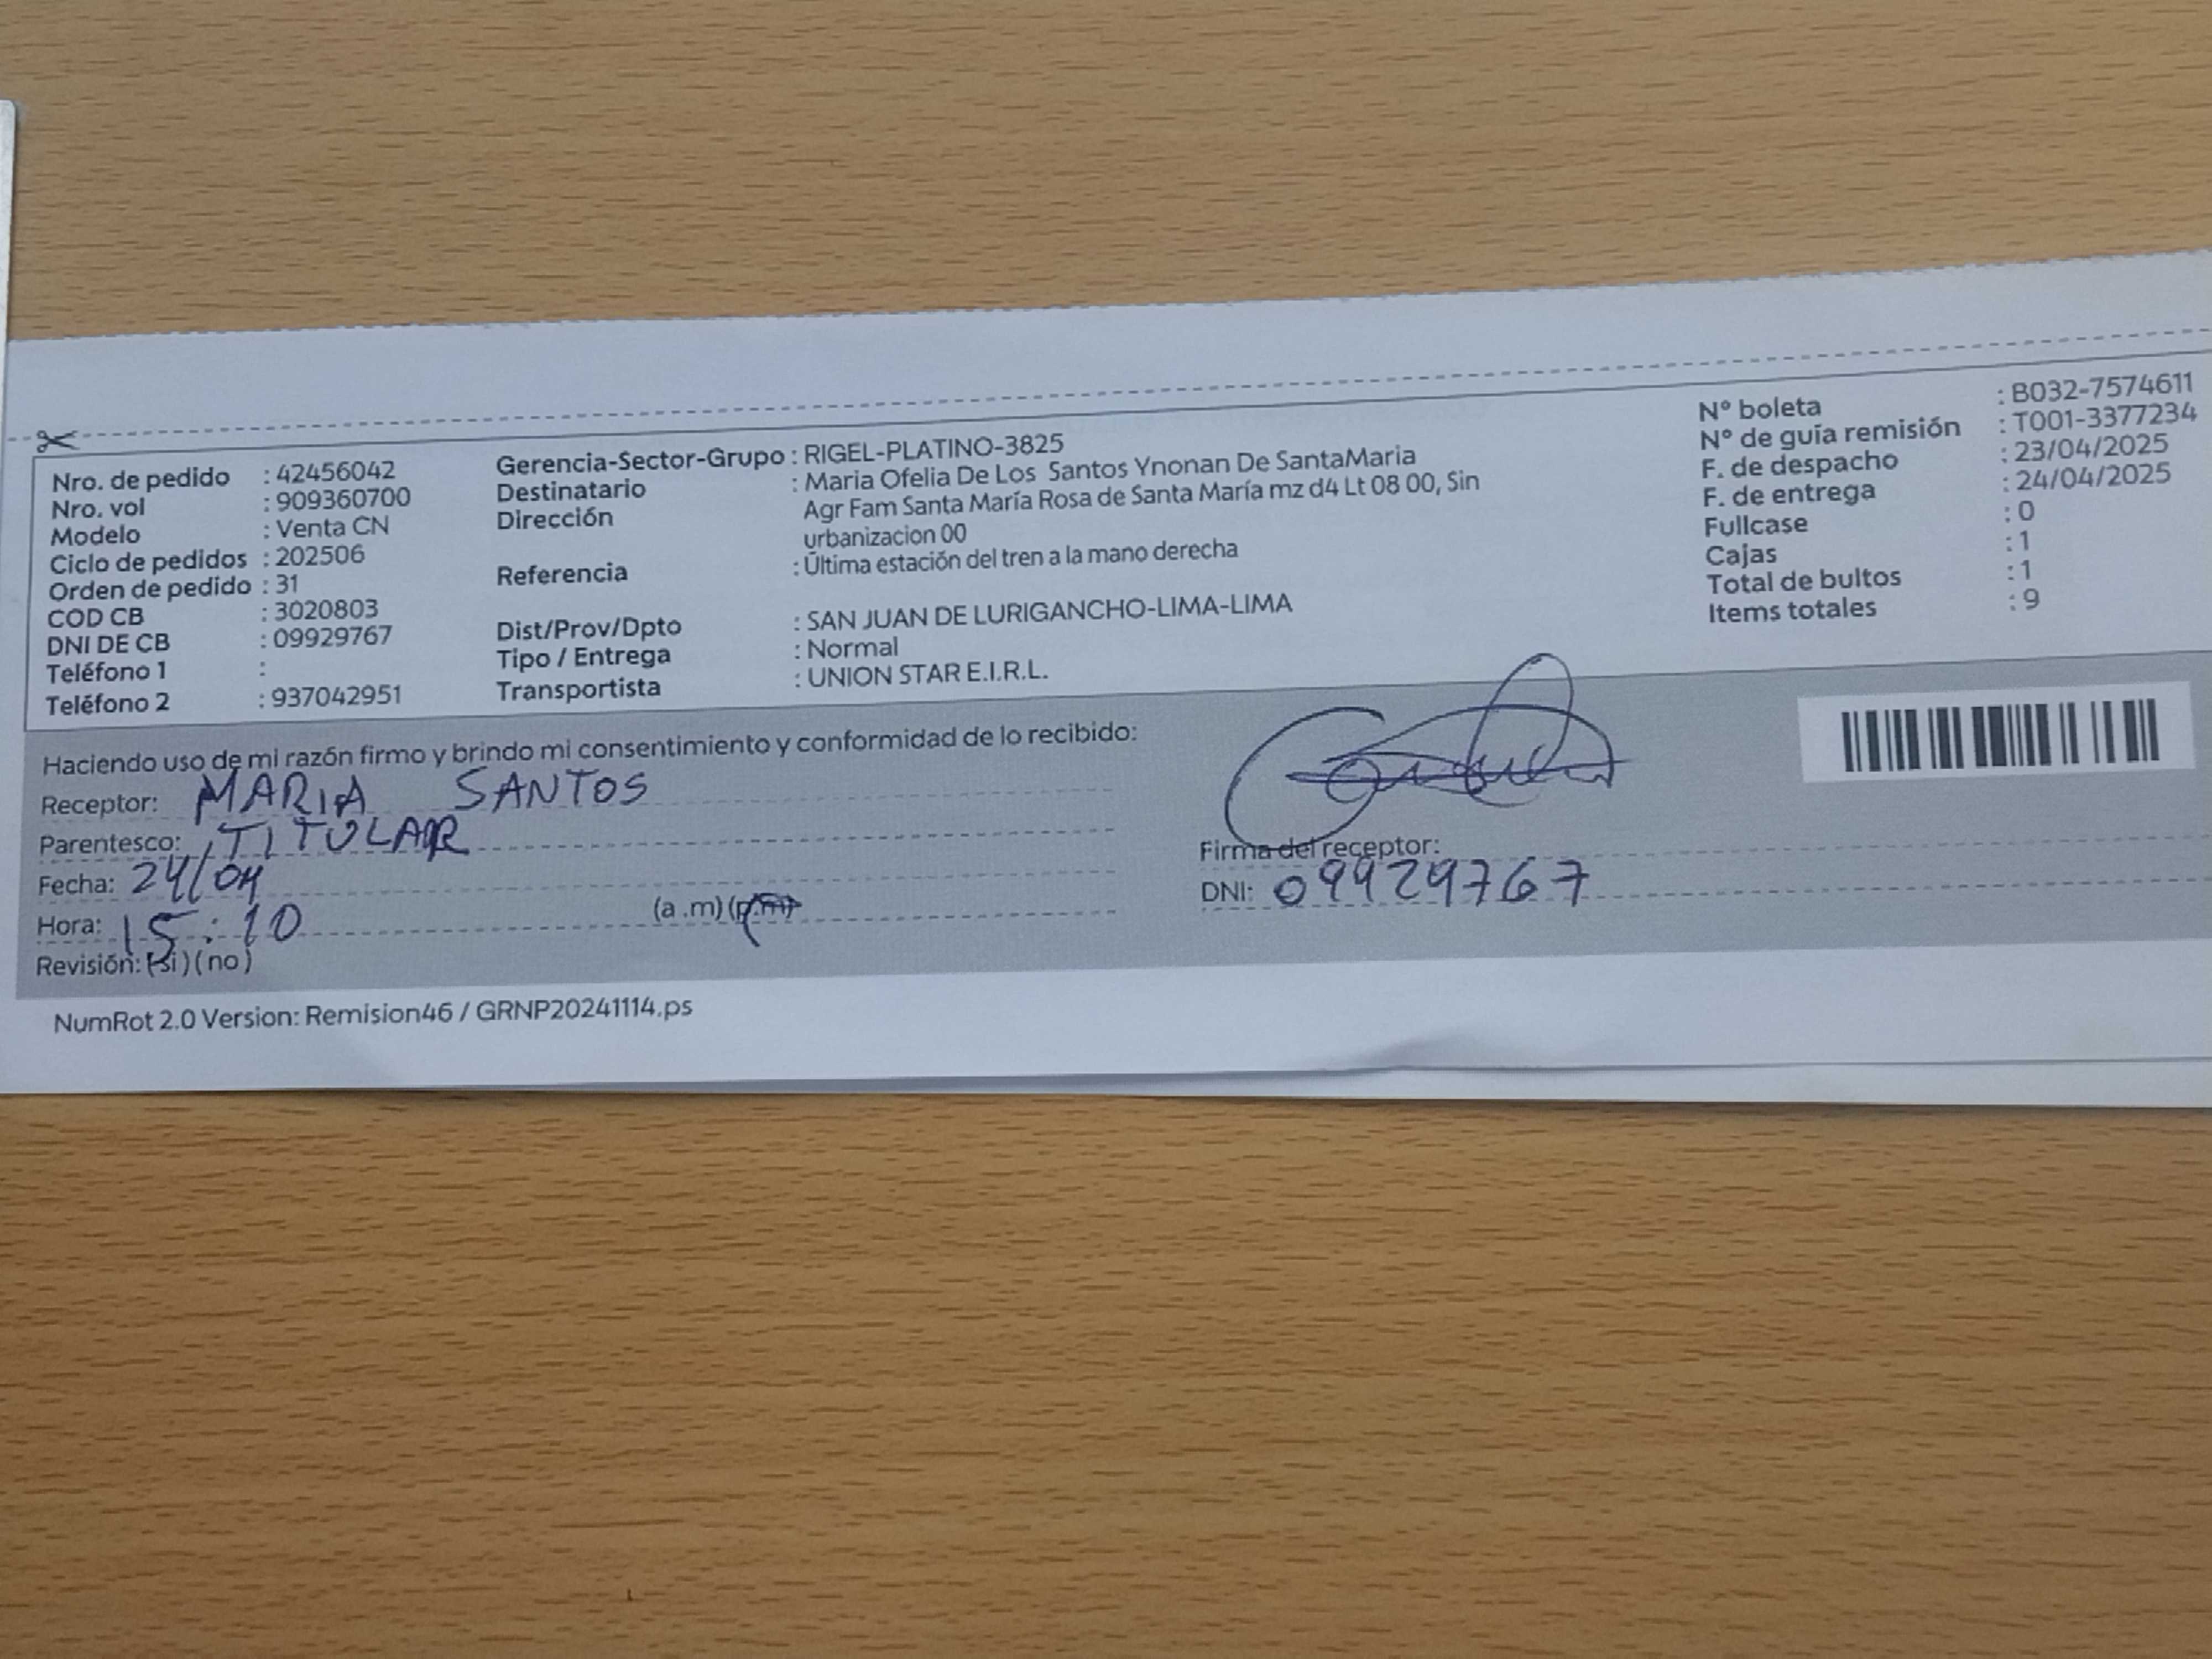 Nro. de pedido : 42456042
Nro. vol : 909360700
Modelo : Venta CN
Ciclo de pedidos : 202506
Orden de pedido : 31
COD CB : 3020803
DNI DE CB : 09929767
Teléfono 1 :
Teléfono 2 : 937042951
Gerencia-Sector-Grupo : RIGEL-PLATINO-3825
Destinatario : Maria Ofelia De Los Santos Ynonan De SantaMaria
Dirección Agr Fam Santa María Rosa de Santa María mz d4 Lt 08 00, Sin
urbanizacion 00
Referencia : Última estación del tren a la mano derecha
Dist/Prov/Dpto : SAN JUAN DE LURIGANCHO-LIMA-LIMA
Tipo / Entrega : Normal
Transportista : UNION STAR E.I.R.L.
N° boleta : B032-7574611
N° de guía remisión : T001-3377234
F. de despacho : 23/04/2025
F. de entrega : 24/04/2025
Fullcase : 0
Cajas : 1
Total de bultos : 1
Items totales : 9
Haciendo uso de mi razón firmo y brindo mi consentimiento y conformidad de lo recibido:
Receptor: MARIA SANTOS
Parentesco: TITULAR
Fecha: 24/04
Hora: 15:10 (a .m) (p.m)
Revisión: (si) (no)
Firma del receptor:
DNI: 09929767
NumRot 2.0 Version: Remision46 / GRNP20241114.ps